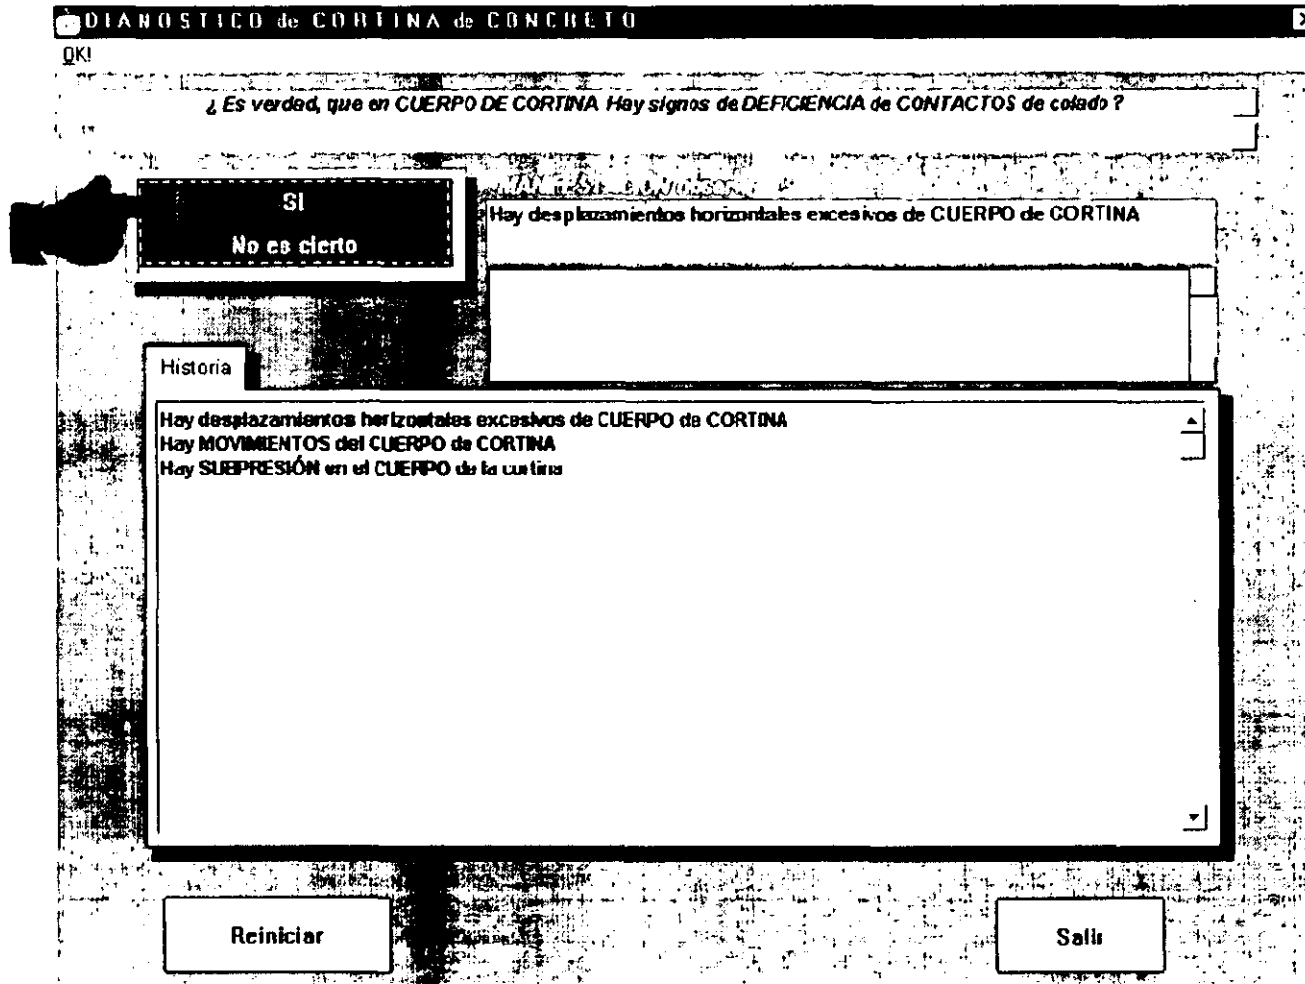 DIANOSTICO de CORTINA de CONCRETO
OK!
¿ Es verdad, que en CUERPO DE CORTINA Hay signos de DEFICIENCIA de CONTACTOS de colado ?
SI
No es cierto
Hay desplazamientos horizontales excesivos de CUERPO de CORTINA
Historia
Hay desplazamientos horizontales excesivos de CUERPO de CORTINA
Hay MOVIMIENTOS del CUERPO de CORTINA
Hay SUBPRESIÓN en el CUERPO de la cortina
Reiniciar
Salir